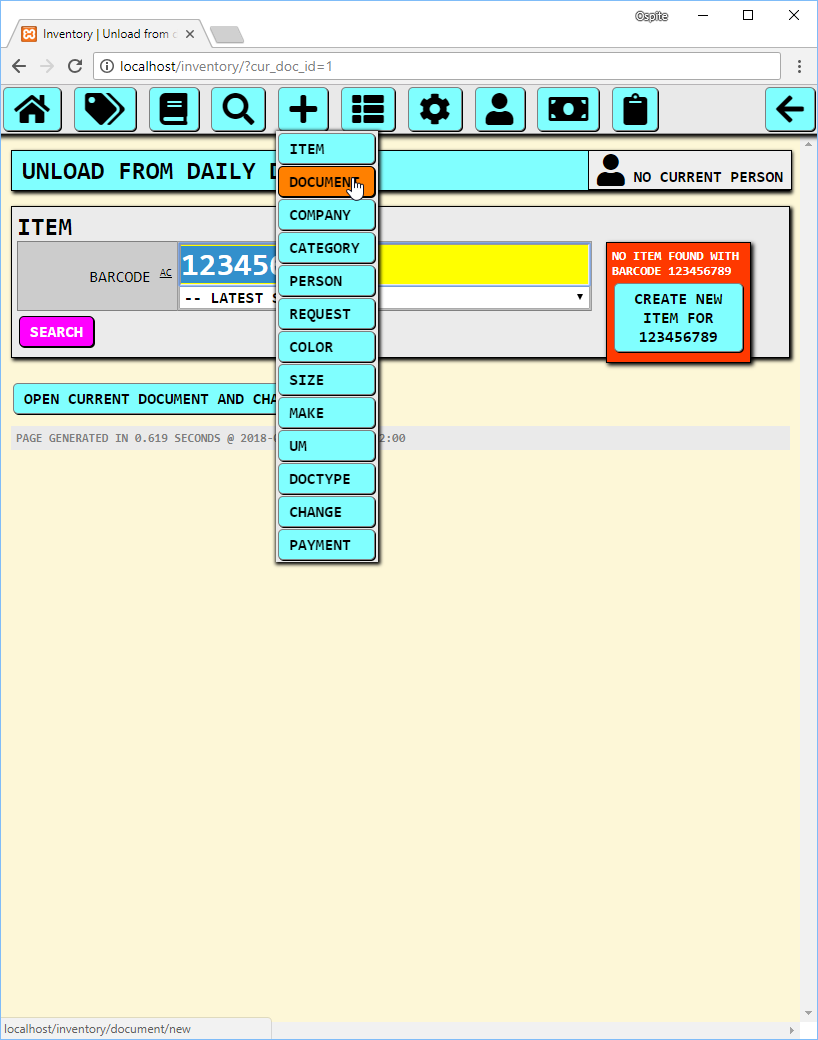 Ospite
Inventory | Unload from
localhost/inventory/?cur_doc_id=1
ITEM
DOCUMENT
COMPANY
CATEGORY
PERSON
REQUEST
COLOR
SIZE
MAKE
UM
DOCTYPE
CHANGE
PAYMENT
UNLOAD FROM DAILY
NO CURRENT PERSON
ITEM
BARCODE AC
123456
-- LATEST
SEARCH
NO ITEM FOUND WITH
BARCODE 123456789
CREATE NEW
ITEM FOR
123456789
OPEN CURRENT DOCUMENT AND
PAGE GENERATED IN 0.619 SECONDS @ 2018- 2:00
localhost/inventory/document/new